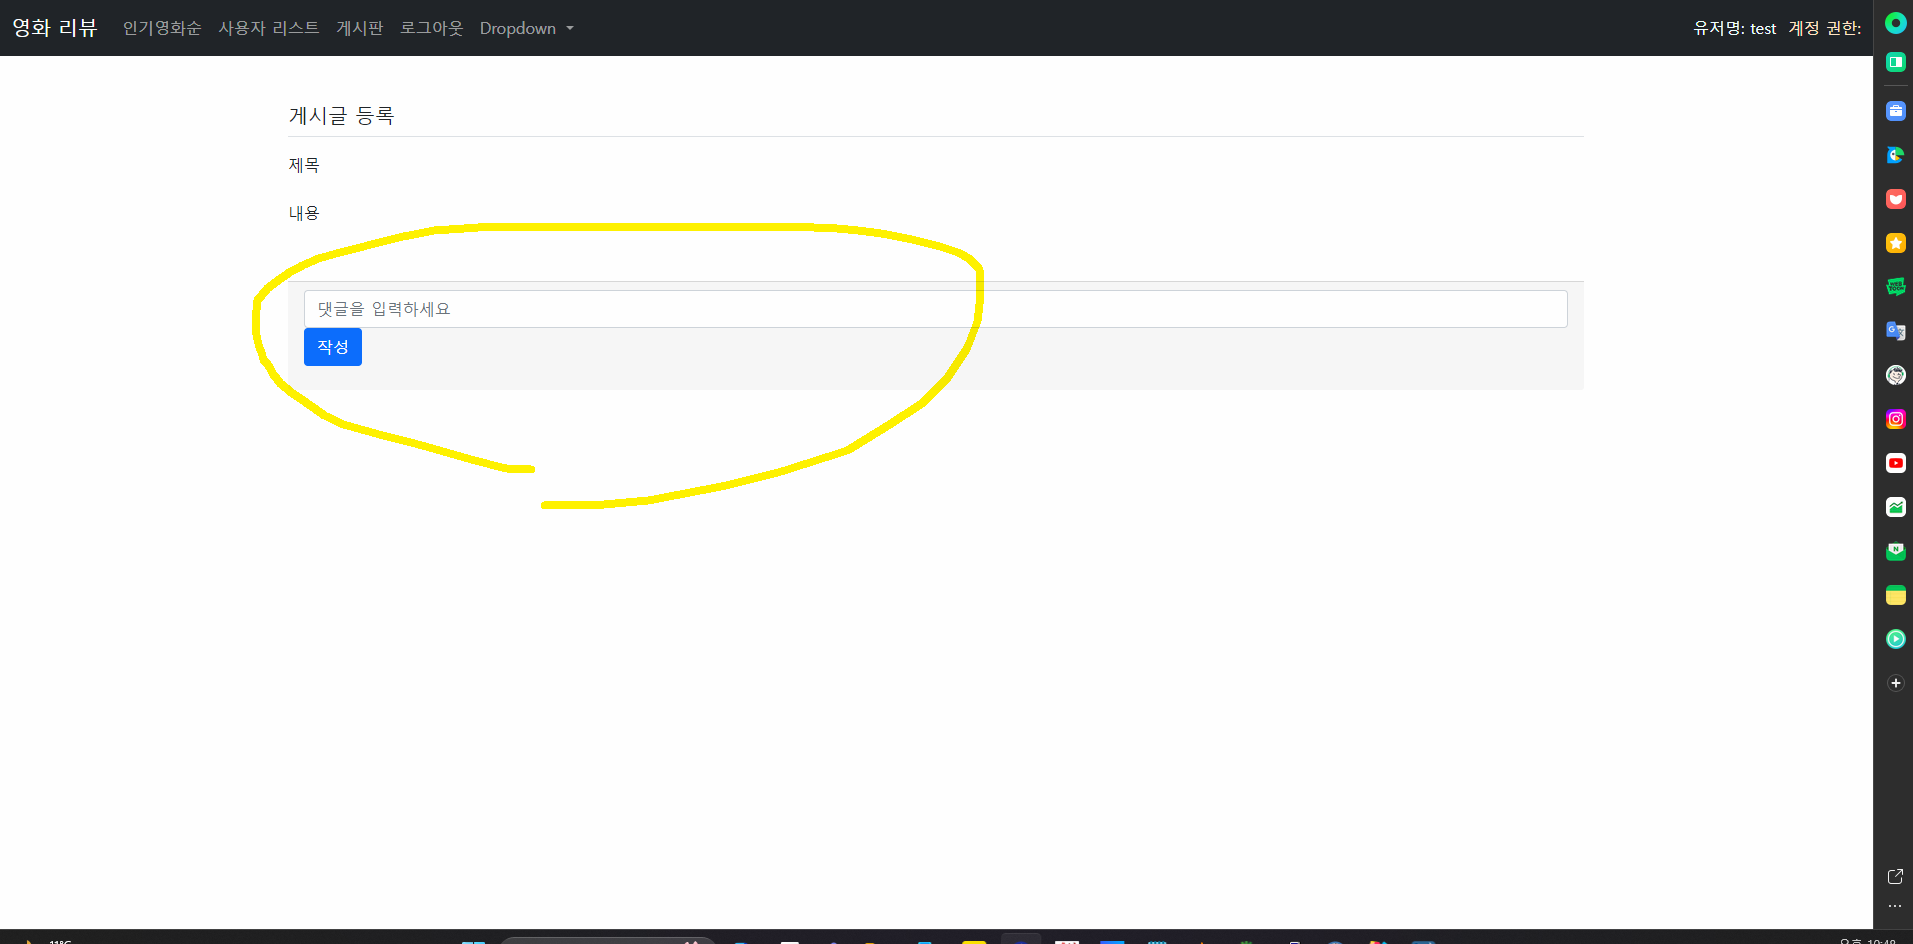 영화 리뷰 인기영화순 사용자 리스트 게시판 로그아웃 Dropdown 유저명: test 계정 권한:
게시글 등록
제목
내용
댓글을 입력하세요
작성